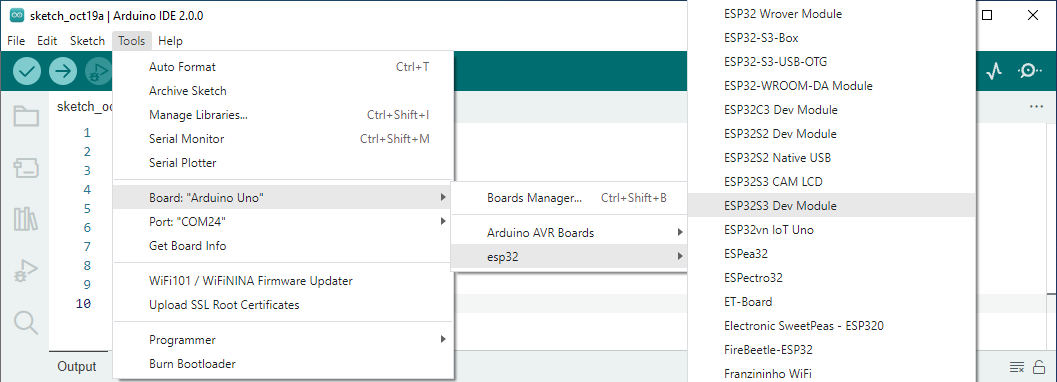 sketch_oct19a | Arduino IDE 2.0.0
File Edit Sketch Tools Help
sketch_oc
1
2
3
4
5
6
7
8
9
10
Output
Auto Format Ctrl+T
Archive Sketch
Manage Libraries... Ctrl+Shift+I
Serial Monitor Ctrl+Shift+M
Serial Plotter
Board: "Arduino Uno"
Port: "COM24"
Get Board Info
WiFi101 / WiFiNINA Firmware Updater
Upload SSL Root Certificates
Programmer
Burn Bootloader
Boards Manager... Ctrl+Shift+B
Arduino AVR Boards
esp32
ESP32 Wrover Module
ESP32-S3-Box
ESP32-S3-USB-OTG
ESP32-WROOM-DA Module
ESP32C3 Dev Module
ESP32S2 Dev Module
ESP32S2 Native USB
ESP32S3 CAM LCD
ESP32S3 Dev Module
ESP32vn IoT Uno
ESPea32
ESPectro32
ET-Board
Electronic SweetPeas - ESP320
FireBeetle-ESP32
Franzininho WiFi